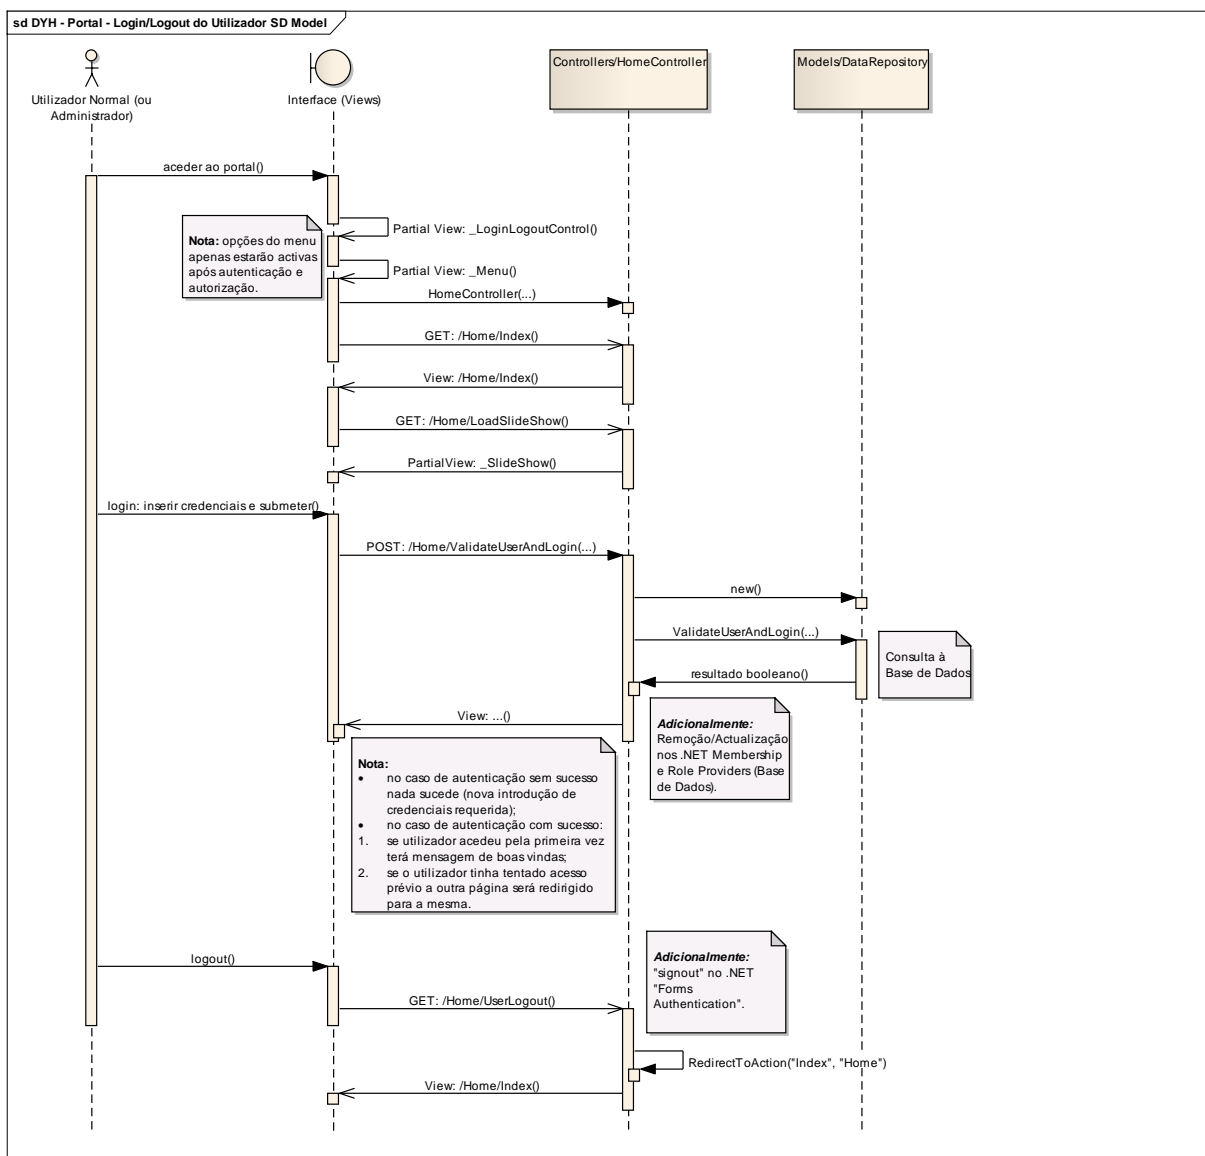 sd DYH - Portal - Login/Logout do Utilizador SD Model
Utilizador Normal (ou
Administrador)
Interface (Views)
Controllers/HomeController
Models/DataRepository
aceder ao portal()
Partial View: _LoginLogoutControl()
Nota: opções do menu
apenas estarão activas
após autenticação e
autorização.
Partial View: _Menu()
HomeController(...)
GET: /Home/Index()
View: /Home/Index()
GET: /Home/LoadSlideShow()
PartialView: _SlideShow()
login: inserir credenciais e submeter()
POST: /Home/ValidateUserAndLogin(...)
new()
ValidateUserAndLogin(...)
Consulta à
Base de Dados
resultado booleano()
View: ...()
Adicionalmente:
Remoção/Actualização
nos .NET Membership
e Role Providers (Base
de Dados).
Nota:
• no caso de autenticação sem sucesso
nada sucede (nova introdução de
credenciais requerida);
• no caso de autenticação com sucesso:
1. se utilizador acedeu pela primeira vez
terá mensagem de boas vindas;
2. se o utilizador tinha tentado acesso
prévio a outra página será redirigido
para a mesma.
logout()
Adicionalmente:
"signout" no .NET
"Forms
Authentication".
GET: /Home/UserLogout()
RedirectToAction("Index", "Home")
View: /Home/Index()